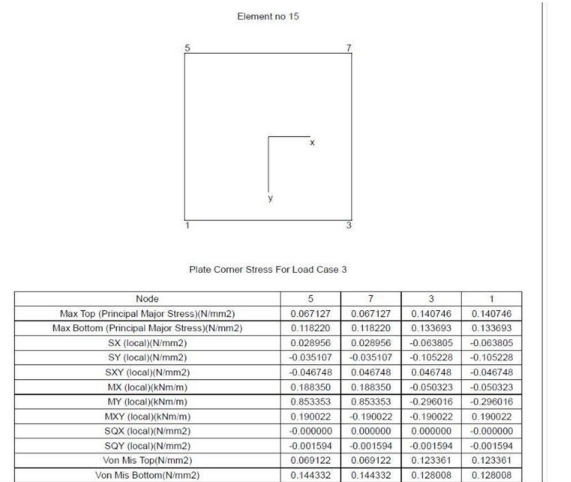 Element no 15
5 7
x
y
1 3
Plate Corner Stress For Load Case 3
Node 5 7 3 1
Max Top (Principal Major Stress)(N/mm2) 0.067127 0.067127 0.140746 0.140746
Max Bottom (Principal Major Stress)(N/mm2) 0.118220 0.118220 0.133693 0.133693
SX (local)(N/mm2) 0.028956 0.028956 -0.063805 -0.063805
SY (local)(N/mm2) -0.035107 -0.035107 -0.105228 -0.105228
SXY (local)(N/mm2) -0.046748 0.046748 0.046748 -0.046748
MX (local)(kNm/m) 0.188350 0.188350 -0.050323 -0.050323
MY (local)(kNm/m) 0.853353 0.853353 -0.296016 -0.296016
MXY (local)(kNm/m) 0.190022 -0.190022 -0.190022 0.190022
SQX (local)(N/mm2) -0.000000 0.000000 0.000000 -0.000000
SQY (local)(N/mm2) -0.001594 -0.001594 -0.001594 -0.001594
Von Mis Top(N/mm2) 0.069122 0.069122 0.123361 0.123361
Von Mis Bottom(N/mm2) 0.144332 0.144332 0.128008 0.128008